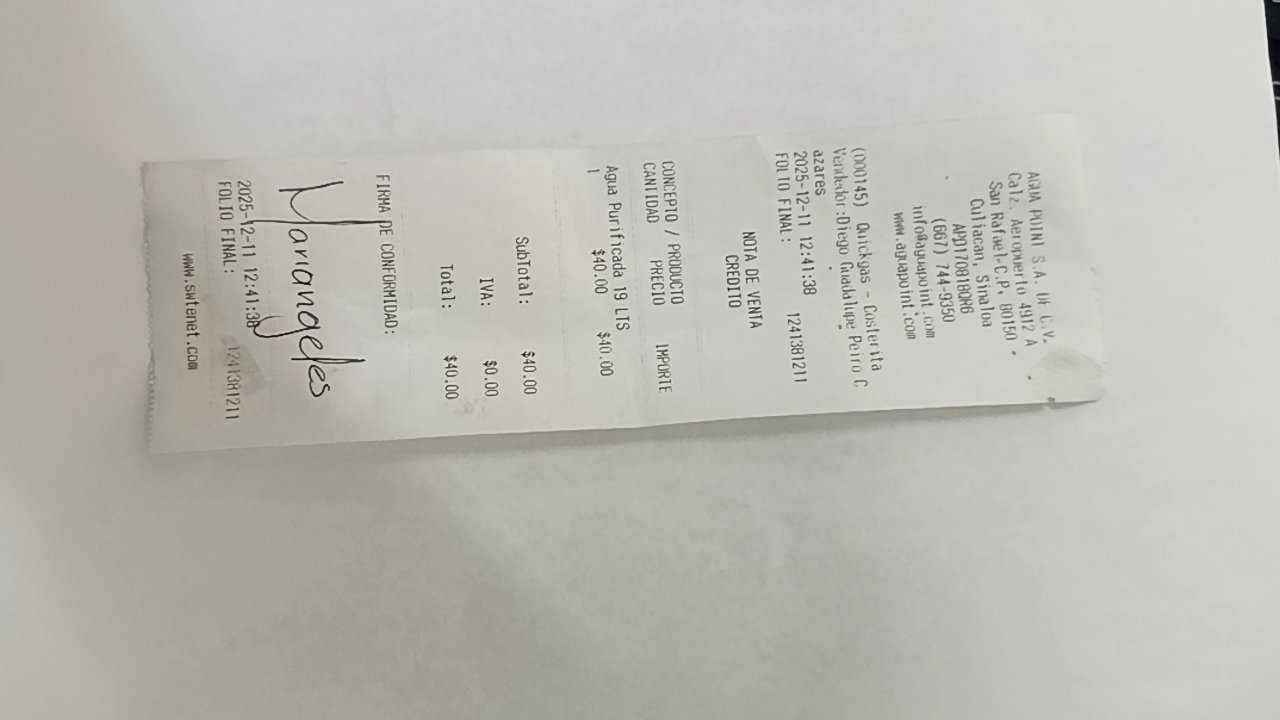 AGUA POINT S.A. DE C.V.
Calz. Aeropuerto 4912 A
San Rafael-C.P. 80150
Culiacan, Sinaloa
API170818QR6
(667) 744-9350
info@aguapoint.com
www.aguapoint.com
(000145) Quickgas - Costerita
Vendedor:Diego Guadalupe Peiro C
azares
2025-12-11 12:41:38
FOLIO FINAL: 1241381211
NOTA DE VENTA
CREDITO
CONCEPTO / PRODUCTO
CANTIDAD PRECIO IMPORTE
Agua Purificada 19 LTS
1 $40.00 $40.00
SubTotal: $40.00
IVA: $0.00
Total: $40.00
FIRMA DE CONFORMIDAD:
Mariangeles
2025-12-11 12:41:38
FOLIO FINAL: 1241381211
www.swtenet.com